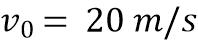 v₀ = 20 m/s